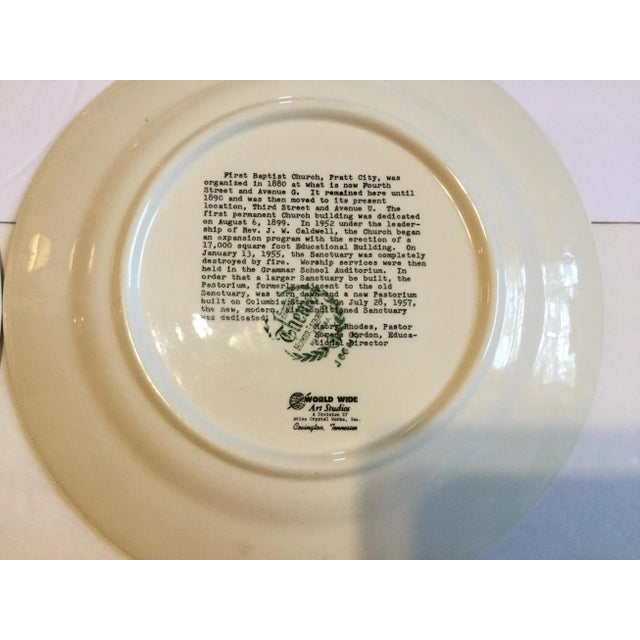 First Baptist Church, Pratt City, was
organized in 1880 at what is now Fourth
Street and Avenue G. It remained here until
1890 and was then moved to its present
location, Third Street and Avenue U. The
first permanent Church building was dedicated
on August 6, 1899. In 1952 under the leader-
ship of Rev. J. W. Caldwell, the Church began
an expansion program with the erection of a
17,000 square foot Educational Building. On
January 13, 1955, the Sanctuary was completely
destroyed by fire. Worship services were then
held in the Grammar School Auditorium. In
order that a larger Sanctuary be built, the
Pastorium, formerly adjacent to the old
Sanctuary, was torn down and a new Pastorium
built on Columbia Street. On July 28, 1957,
the new, modern, air conditioned Sanctuary
was dedicated.
Rhodes, Pastor
Gordon, Educa-
tional Director
WORLD WIDE
Art Studios
A Division Of
Atlas Crystal Works, Inc.
Covington, Tennessee